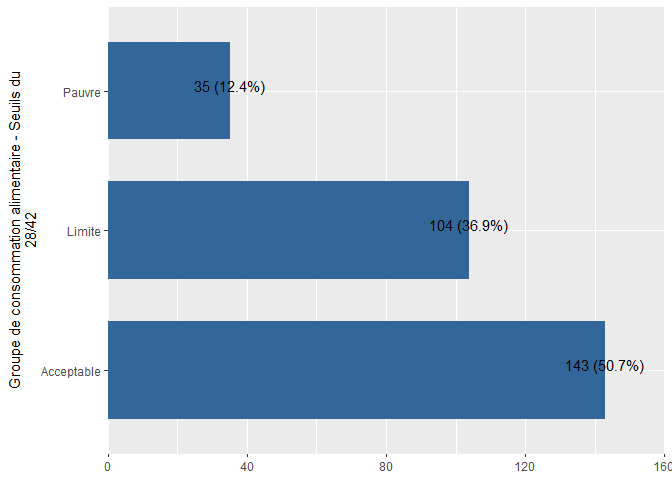 Groupe de consommation alimentaire - Seuils du
28/42
Pauvre
35 (12.4%)
Limite
104 (36.9%)
Acceptable
143 (50.7%)
0
40
80
120
160